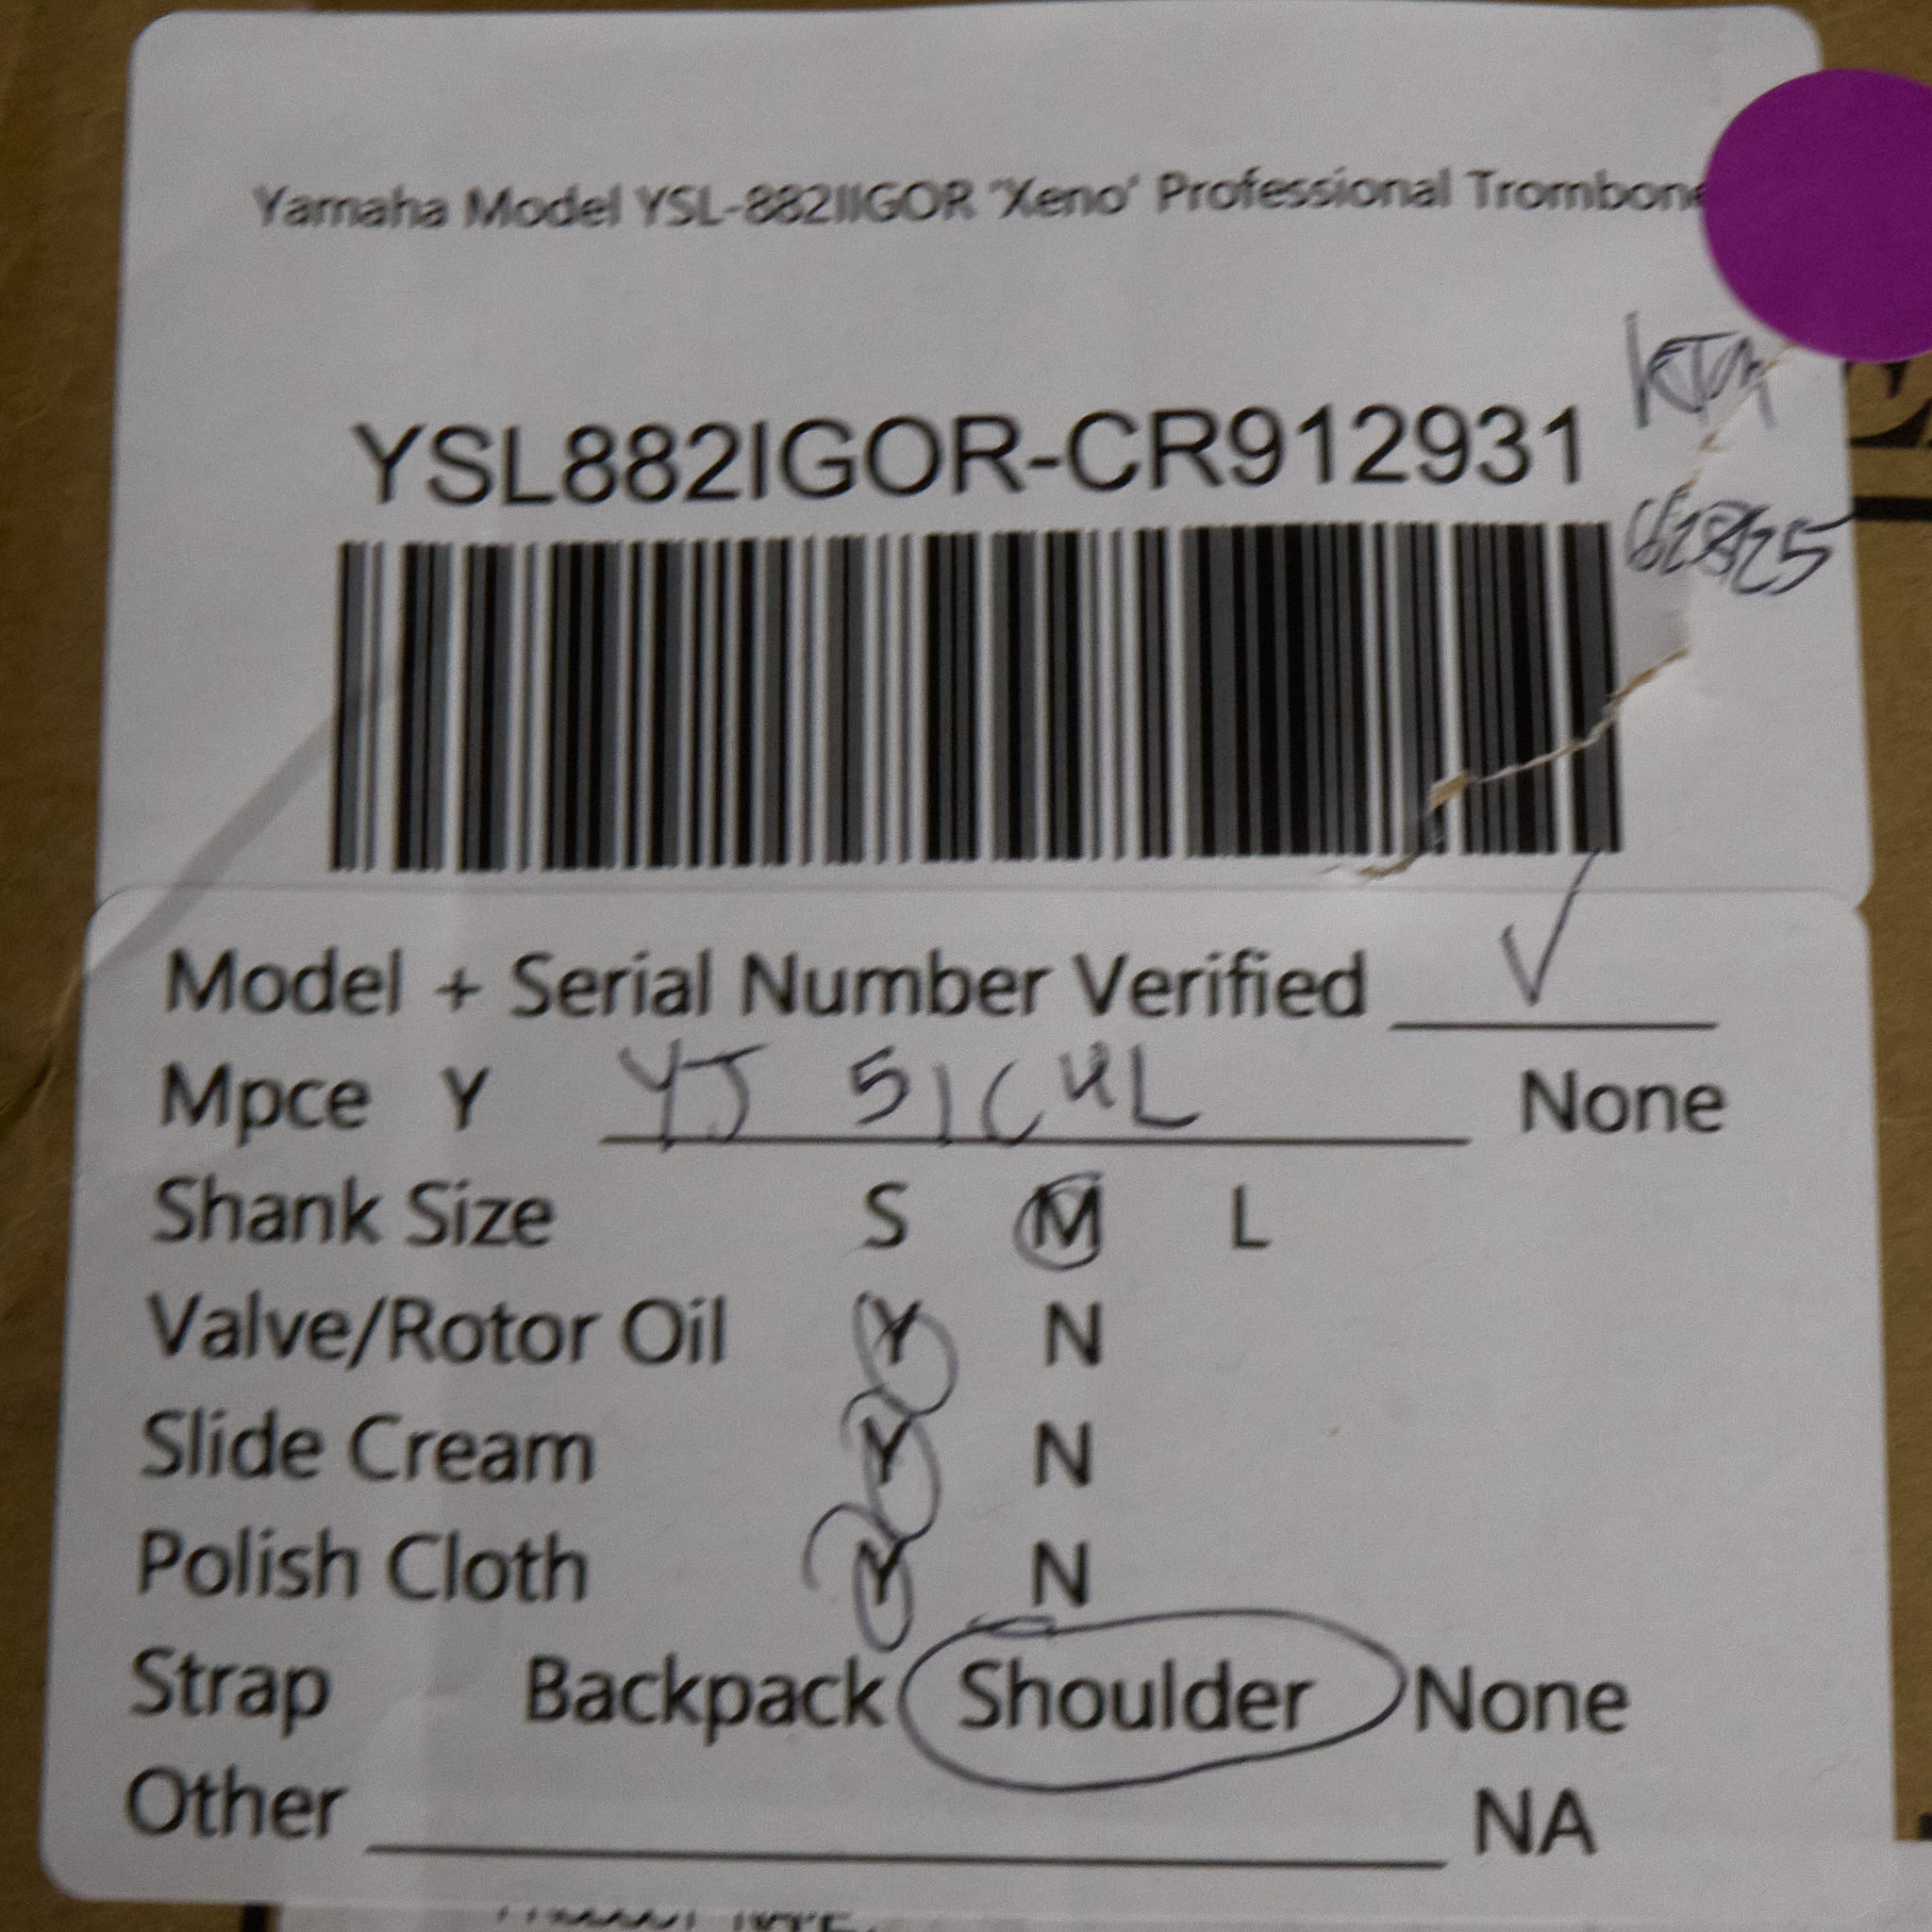 Yamaha Model YSL-882IIGOR 'Xeno' Professional Trombone
YSL882IGOR-CR912931
Model + Serial Number Verified ✓
Mpce Y YJ 51C4L None
Shank Size S M L
Valve/Rotor Oil Y N
Slide Cream Y N
Polish Cloth Y N
Strap Backpack Shoulder None
Other NA